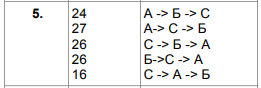 5. 24 А -> Б -> С
27 А-> С -> Б
26 С -> Б -> А
26 Б->С -> А
16 С -> А -> Б